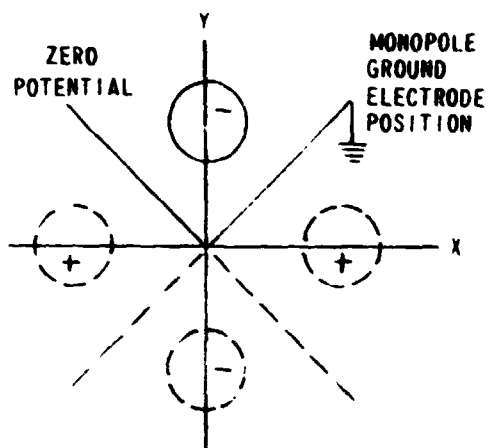 Y
ZERO
POTENTIAL
MONOPOLE
GROUND
ELECTRODE
POSITION
-
+
+
X
-